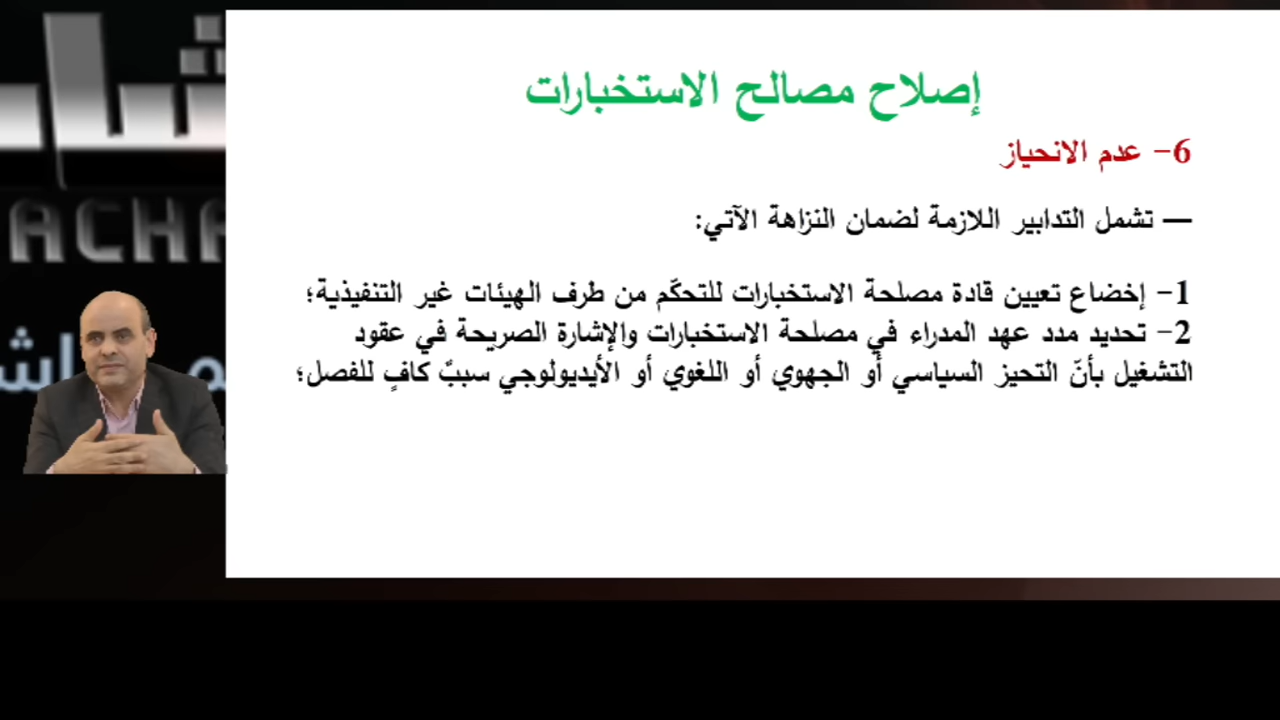 إصلاح مصالح الاستخبارات
6- عدم الانحياز
— تشمل التدابير اللازمة لضمان النزاهة الآتي:
1- إخضاع تعيين قادة مصلحة الاستخبارات للتحكّم من طرف الهيئات غير التنفيذية؛
2- تحديد مدد عهد المدراء في مصلحة الاستخبارات والإشارة الصريحة في عقود
التشغيل بأنّ التحيز السياسي أو الجهوي أو اللغوي أو الأيديولوجي سببٌ كافٍ للفصل؛